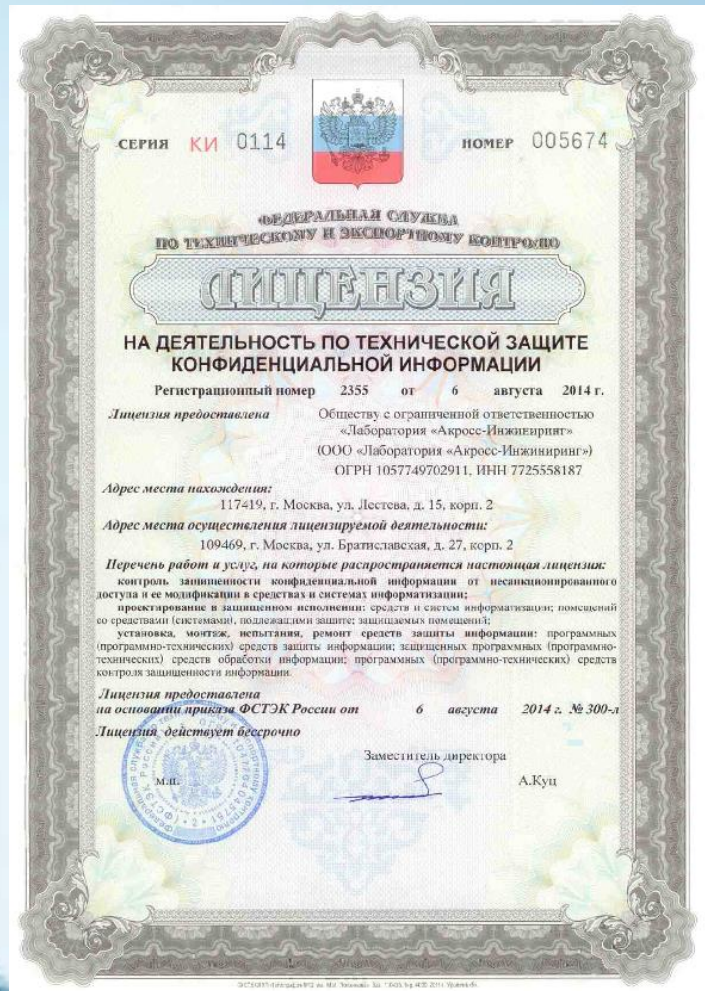 СЕРИЯ КИ 0114 НОМЕР 005674
ФЕДЕРАЛЬНАЯ СЛУЖБА
ПО ТЕХНИЧЕСКОМУ И ЭКСПОРТНОМУ КОНТРОЛЮ
ЛИЦЕНЗИЯ
НА ДЕЯТЕЛЬНОСТЬ ПО ТЕХНИЧЕСКОЙ ЗАЩИТЕ
КОНФИДЕНЦИАЛЬНОЙ ИНФОРМАЦИИ
Регистрационный номер 2355 от 6 августа 2014 г.
Лицензия предоставлена Обществу с ограниченной ответственностью
«Лаборатория «Акросс-Инжиниринг»
(ООО «Лаборатория «Акросс-Инжиниринг»)
ОГРН 1057749702911, ИНН 7725558187
Адрес места нахождения:
117419, г. Москва, ул. Лестева, д. 15, корп. 2
Адрес места осуществления лицензируемой деятельности:
109469, г. Москва, ул. Братиславская, д. 27, корп. 2
Перечень работ и услуг, на которые распространяется настоящая лицензия:
контроль защищенности конфиденциальной информации от несанкционированного
доступа и ее модификации в средствах и системах информатизации;
проектирование в защищенном исполнении: средств и систем информатизации; помещений
со средствами (системами), подлежащими защите; защищаемых помещений;
установка, монтаж, испытания, ремонт средств защиты информации: программных
(программно-технических) средств защиты информации; защищенных программных (программно-
технических) средств обработки информации; программных (программно-технических) средств
контроля защищенности информации.
Лицензия предоставлена
на основании приказа ФСТЭК России от 6 августа 2014 г. № 300-л
Лицензия действует бессрочно
Заместитель директора
м.п. А.Куц